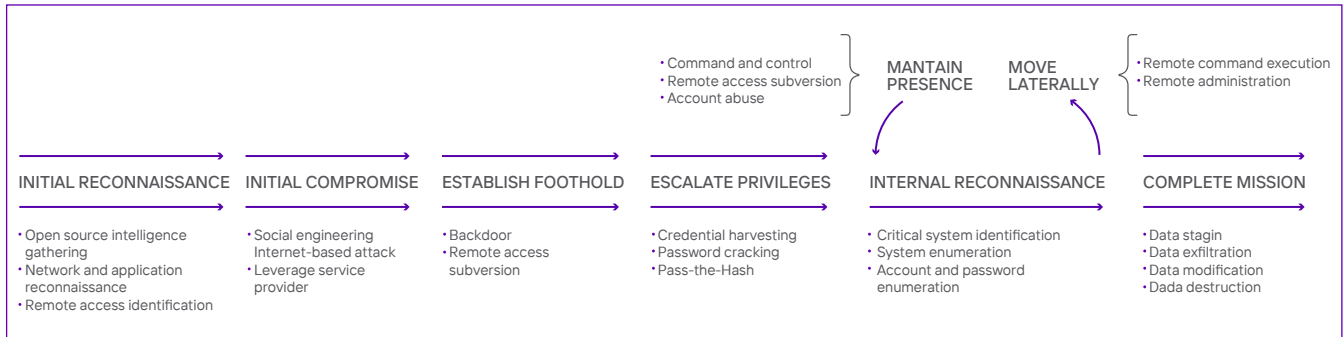 • Command and control
• Remote access subversion
• Account abuse
MANTAIN
PRESENCE
MOVE
LATERALLY
• Remote command execution
• Remote administration
INITIAL RECONNAISSANCE
INITIAL COMPROMISE
ESTABLISH FOOTHOLD
ESCALATE PRIVILEGES
INTERNAL RECONNAISSANCE
COMPLETE MISSION
• Open source intelligence
gathering
• Network and application
reconnaissance
• Remote access identification
• Social engineering
Internet-based attack
• Leverage service
provider
• Backdoor
• Remote access
subversion
• Credential harvesting
• Password cracking
• Pass-the-Hash
• Critical system identification
• System enumeration
• Account and password
enumeration
• Data stagin
• Data exfiltration
• Data modification
• Dada destruction